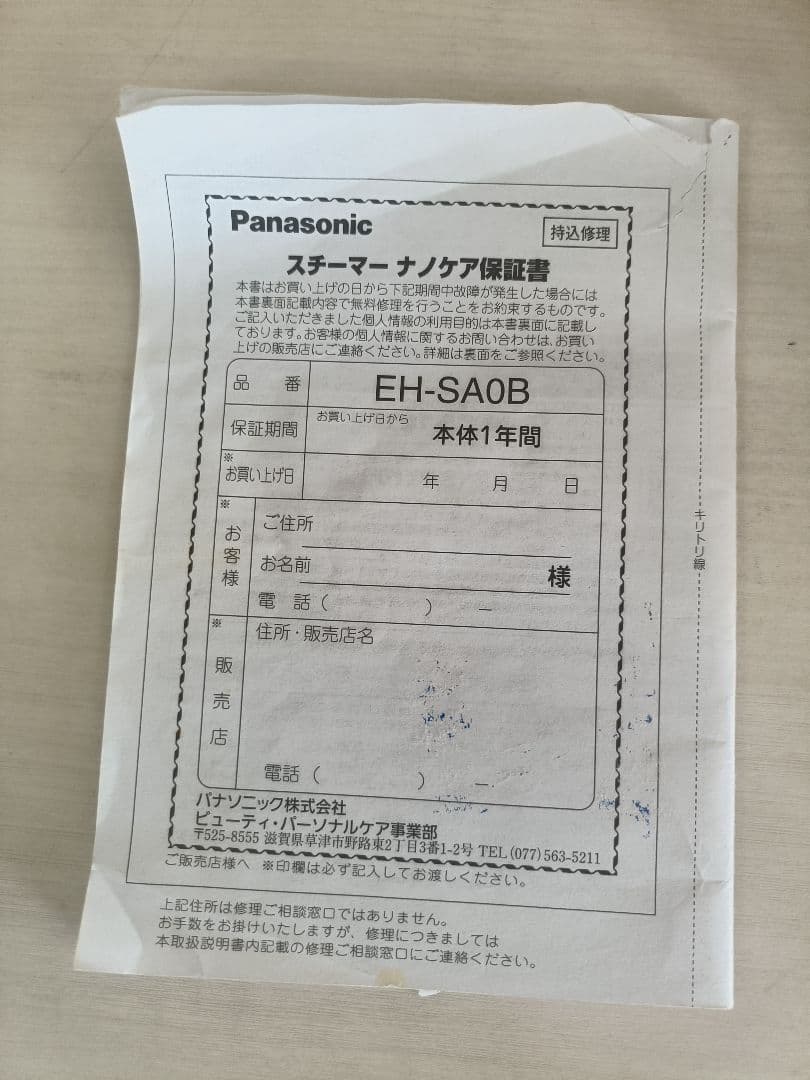 Panasonic
持込修理
スチーマー ナノケア保証書
本書はお買い上げの日から下記期間中故障が発生した場合には
本書裏面記載内容で無料修理を行うことをお約束するものです。
ご記入いただきました個人情報の利用目的は本書裏面に記載し
ております。お客様の個人情報に関するお問い合わせは、お買い
上げの販売店にご連絡ください。詳細は裏面をご参照ください。
品 番 EH-SA0B
保証期間 お買い上げ日から 本体1年間
※お買い上げ日 年 月 日
※お客様
ご住所
お名前 様
電 話( ) −
※販売店
住所・販売店名
電話( ) −
パナソニック株式会社
ビューティ・パーソナルケア事業部
〒525-8555 滋賀県草津市野路東2丁目3番1-2号 TEL(077)563-5211
ご販売店様へ ※印欄は必ず記入してお渡しください。
上記住所は修理ご相談窓口ではありません。
お手数をお掛けいたしますが、修理につきましては
本取扱説明書内記載の修理ご相談窓口にご連絡ください。
キリトリ線